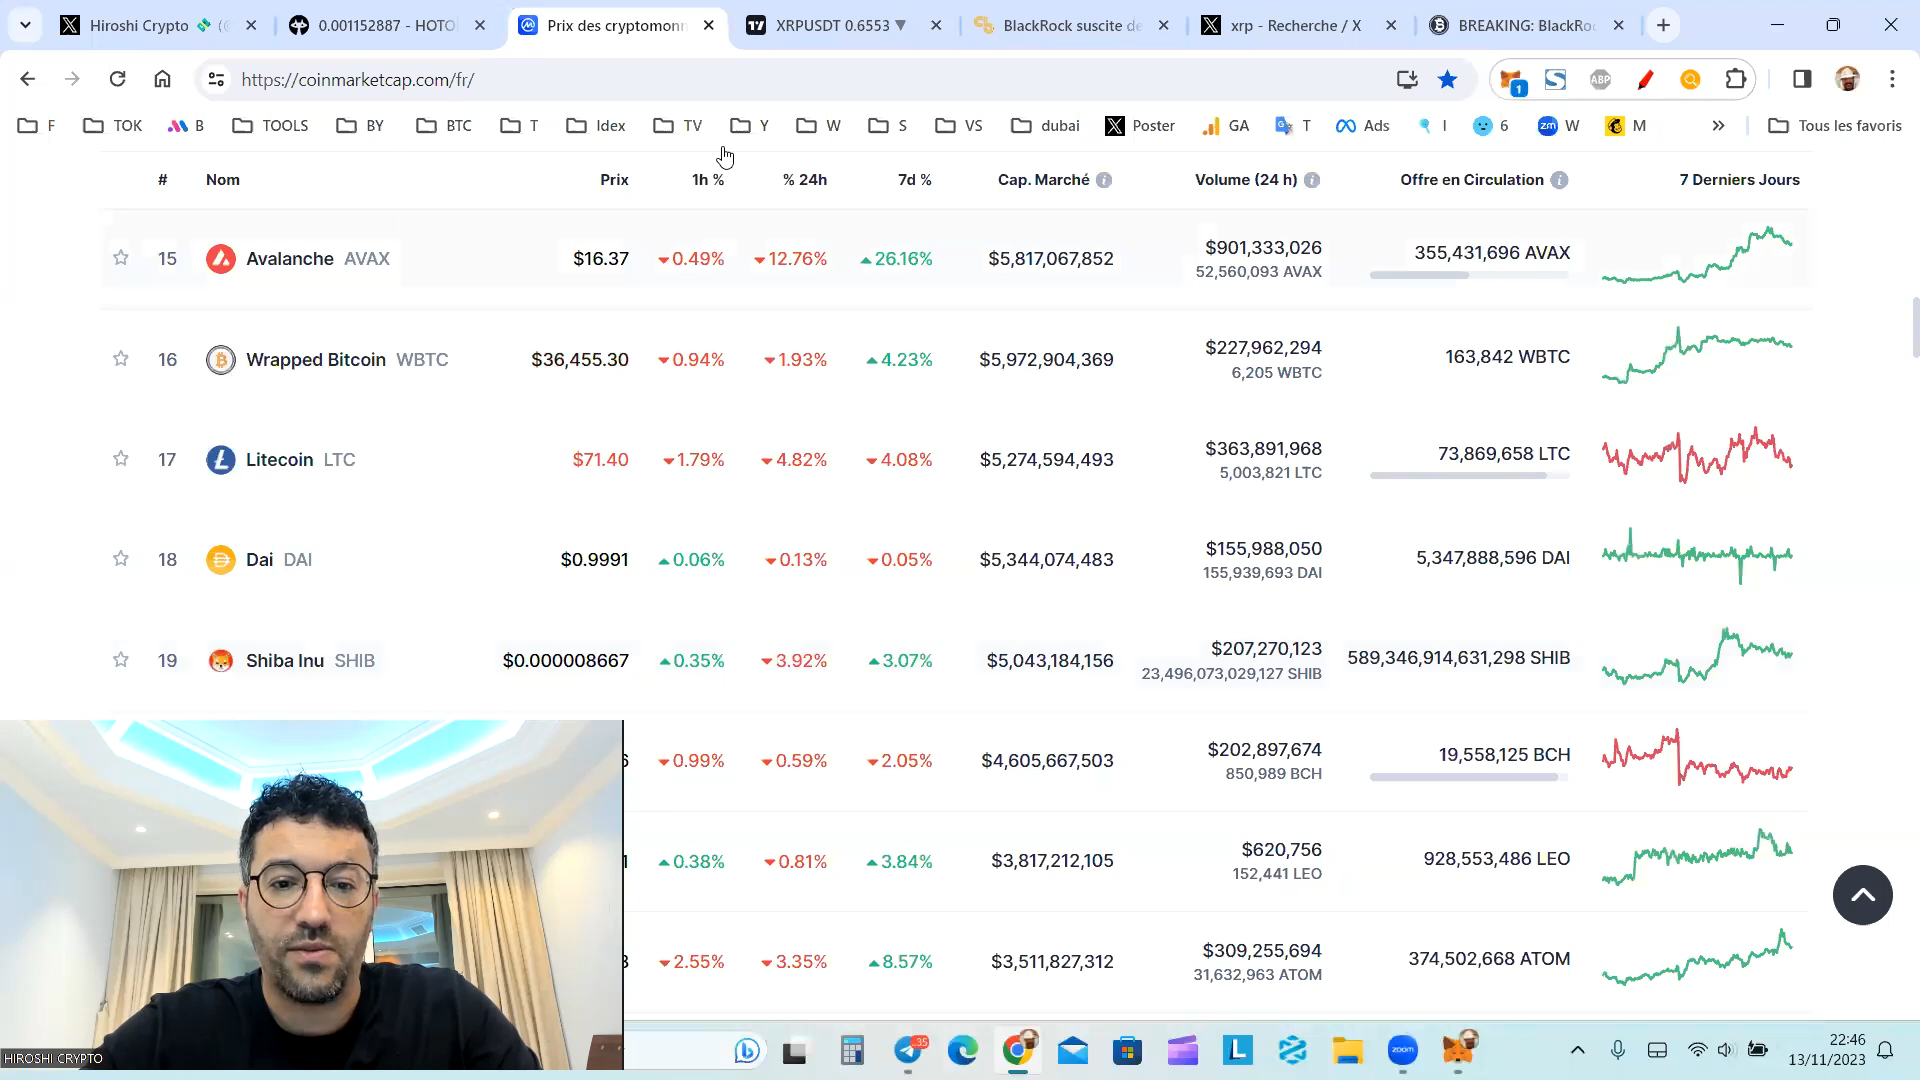 Hiroshi Crypto
0.001152887 - HOTO
Prix des cryptomonn
XRPUSDT 0.6553 ▼
BlackRock suscite de
xrp - Recherche / X
BREAKING: BlackRo
https://coinmarketcap.com/fr/
ABP
1
F
TOK
B
TOOLS
BY
BTC
T
Idex
TV
Y
W
S
VS
dubai
Poster
GA
T
Ads
I
6
zm
W
M
»
Tous les favoris
# Nom Prix 1h % % 24h 7d % Cap. Marché Volume (24 h) Offre en Circulation 7 Derniers Jours
15 Avalanche AVAX $16.37 0.49% 12.76% 26.16% $5,817,067,852 $901,333,026 355,431,696 AVAX
52,560,093 AVAX
16 Wrapped Bitcoin WBTC $36,455.30 0.94% 1.93% 4.23% $5,972,904,369 $227,962,294 163,842 WBTC
6,205 WBTC
17 Litecoin LTC $71.40 1.79% 4.82% 4.08% $5,274,594,493 $363,891,968 73,869,658 LTC
5,003,821 LTC
18 Dai DAI $0.9991 0.06% 0.13% 0.05% $5,344,074,483 $155,988,050 5,347,888,596 DAI
155,939,693 DAI
19 Shiba Inu SHIB $0.000008667 0.35% 3.92% 3.07% $5,043,184,156 $207,270,123 589,346,914,631,298 SHIB
23,496,073,029,127 SHIB
0.99% 0.59% 2.05% $4,605,667,503 $202,897,674 19,558,125 BCH
850,989 BCH
0.38% 0.81% 3.84% $3,817,212,105 $620,756 928,553,486 LEO
152,441 LEO
2.55% 3.35% 8.57% $3,511,827,312 $309,255,694 374,502,668 ATOM
31,632,963 ATOM
HIROSHI CRYPTO
35
L
zoom
22:46
13/11/2023